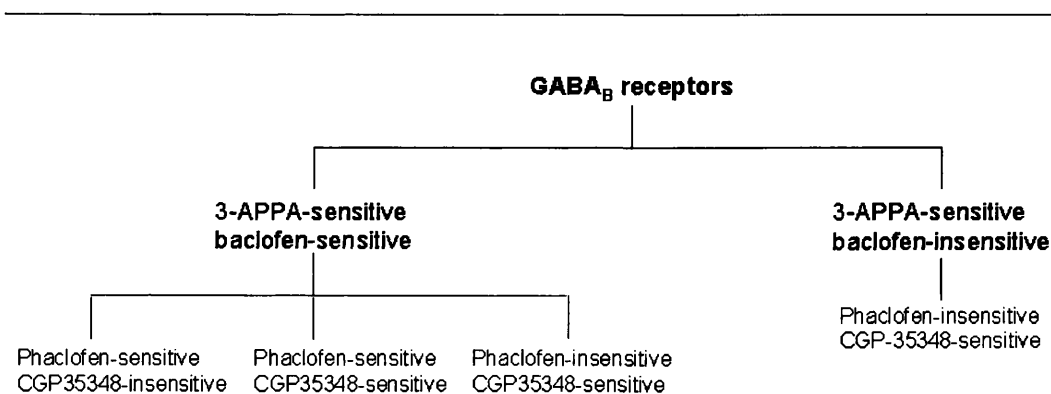 GABAB receptors
3-APPA-sensitive
baclofen-sensitive
3-APPA-sensitive
baclofen-insensitive
Phaclofen-sensitive
CGP35348-insensitive
Phaclofen-sensitive
CGP35348-sensitive
Phaclofen-insensitive
CGP35348-sensitive
Phaclofen-insensitive
CGP-35348-sensitive